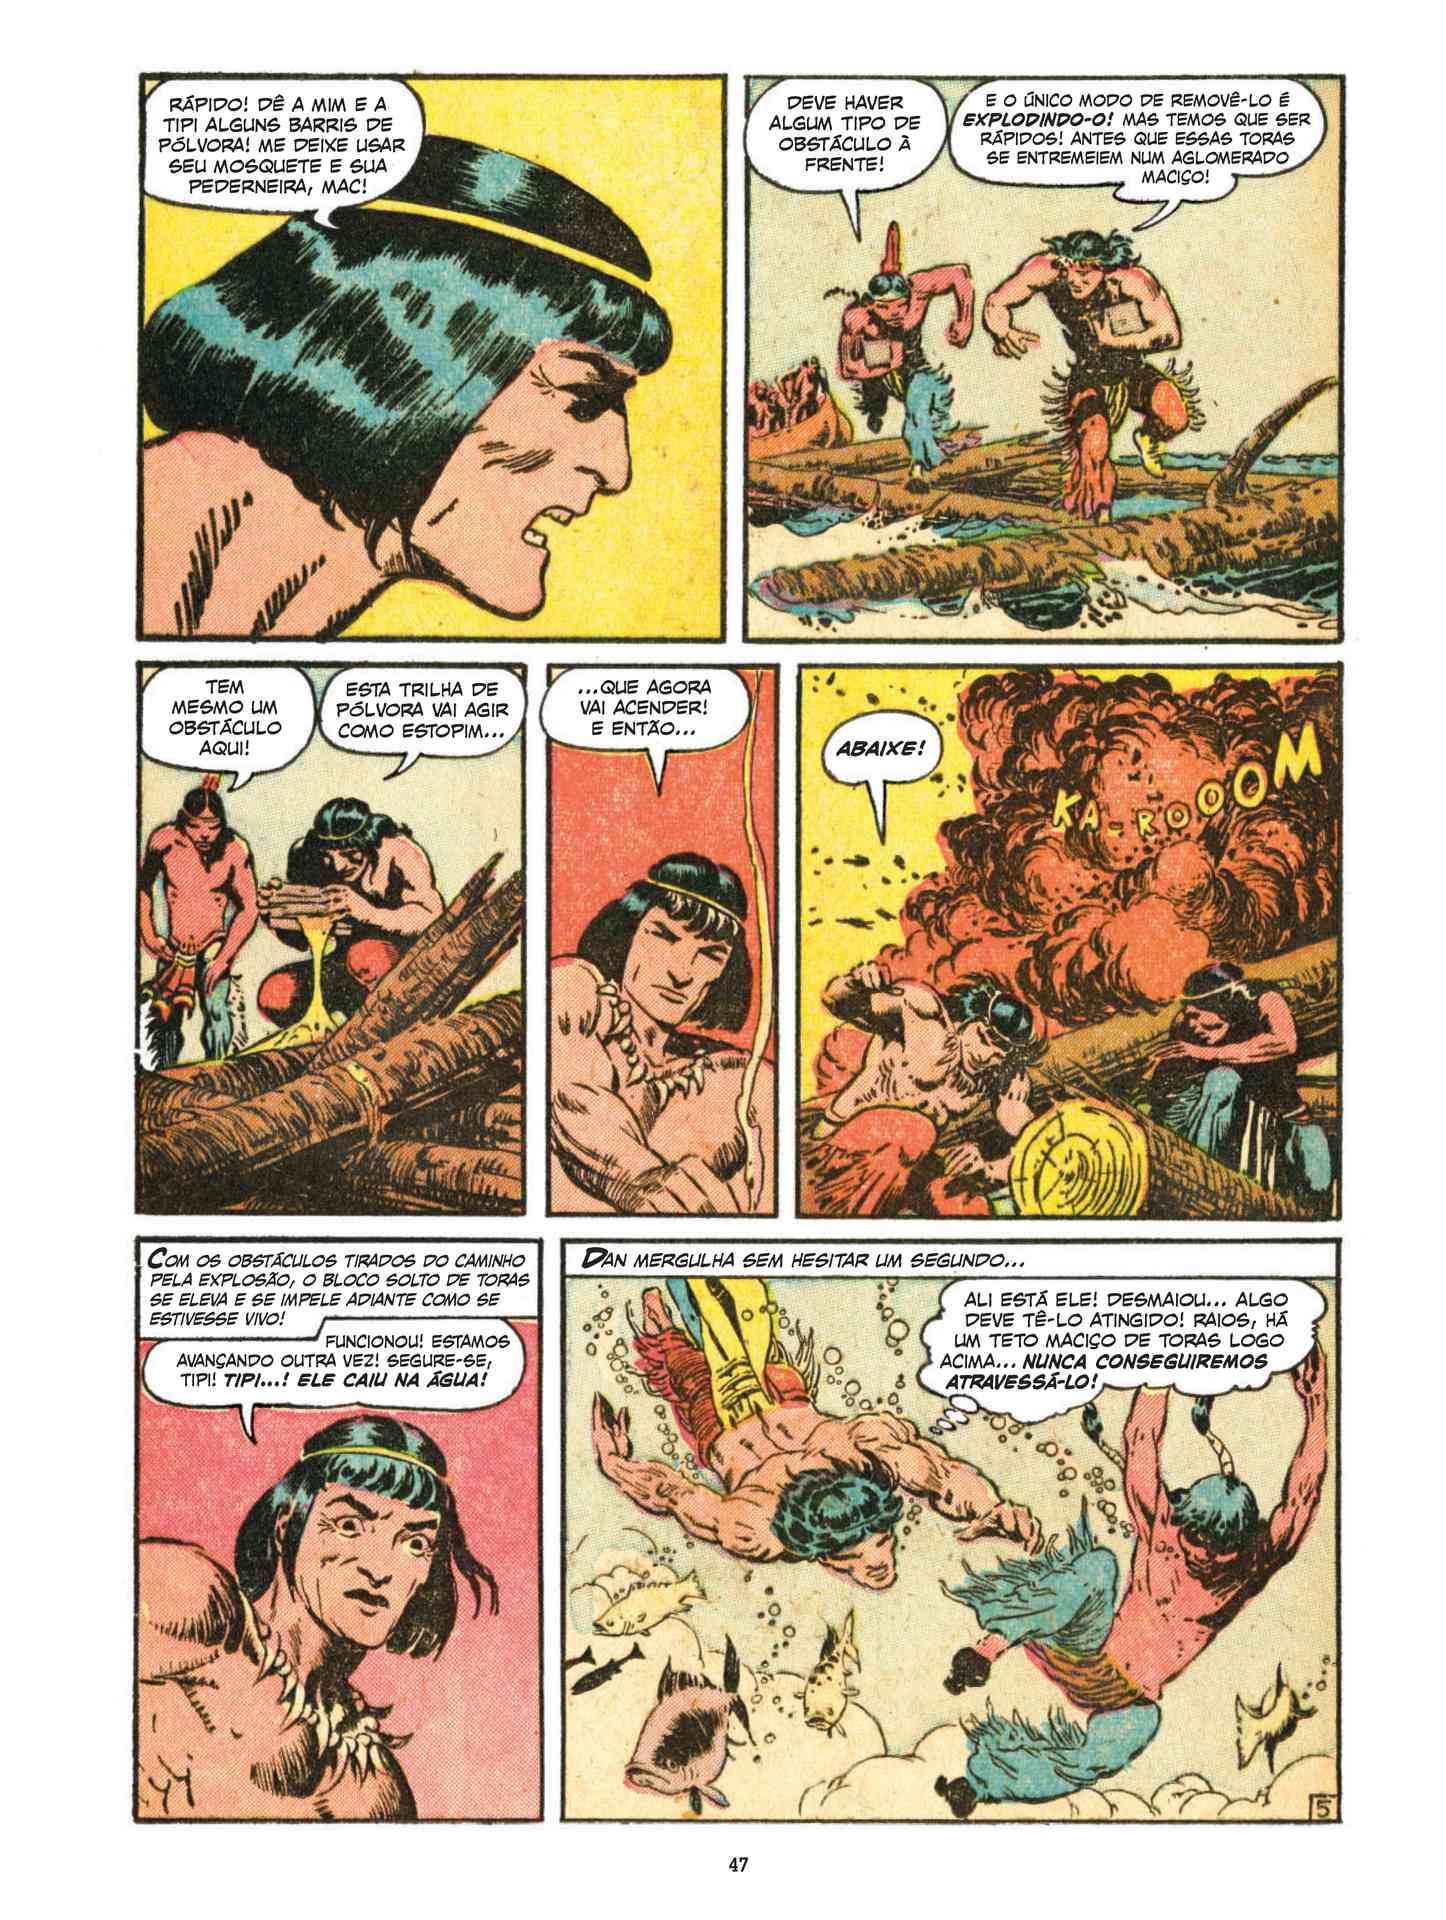 RÁPIDO! DÊ A MIM E A
TIPI ALGUNS BARRIS DE
PÓLVORA! ME DEIXE USAR
SEU MOSQUETE E SUA
PEDERNEIRA, MAC!
DEVE HAVER
ALGUM TIPO DE
OBSTÁCULO À
FRENTE!
E O ÚNICO MODO DE REMOVÊ-LO É
EXPLODINDO-O! MAS TEMOS QUE SER
RÁPIDOS! ANTES QUE ESSAS TORAS
SE ENTREMEIEM NUM AGLOMERADO
MACIÇO!
TEM
MESMO UM
OBSTÁCULO
AQUI!
ESTA TRILHA DE
PÓLVORA VAI AGIR
COMO ESTOPIM...
...QUE AGORA
VAI ACENDER!
E ENTÃO...
ABAIXE!
KA-ROOOOM
COM OS OBSTÁCULOS TIRADOS DO CAMINHO
PELA EXPLOSÃO, O BLOCO SOLTO DE TORAS
SE ELEVA E SE IMPELE ADIANTE COMO SE
ESTIVESSE VIVO!
FUNCIONOU! ESTAMOS
AVANÇANDO OUTRA VEZ! SEGURE-SE,
TIPI! TIPI...! ELE CAIU NA ÁGUA!
DAN MERGULHA SEM HESITAR UM SEGUNDO...
ALI ESTÁ ELE! DESMAIOU... ALGO
DEVE TÊ-LO ATINGIDO! RAIOS, HÁ
UM TETO MACIÇO DE TORAS LOGO
ACIMA... NUNCA CONSEGUIREMOS
ATRAVESSÁ-LO!
5
47